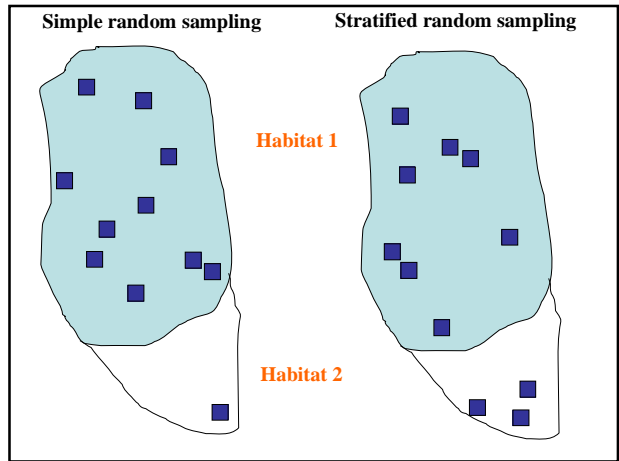 Simple random sampling
Stratified random sampling
Habitat 1
Habitat 2